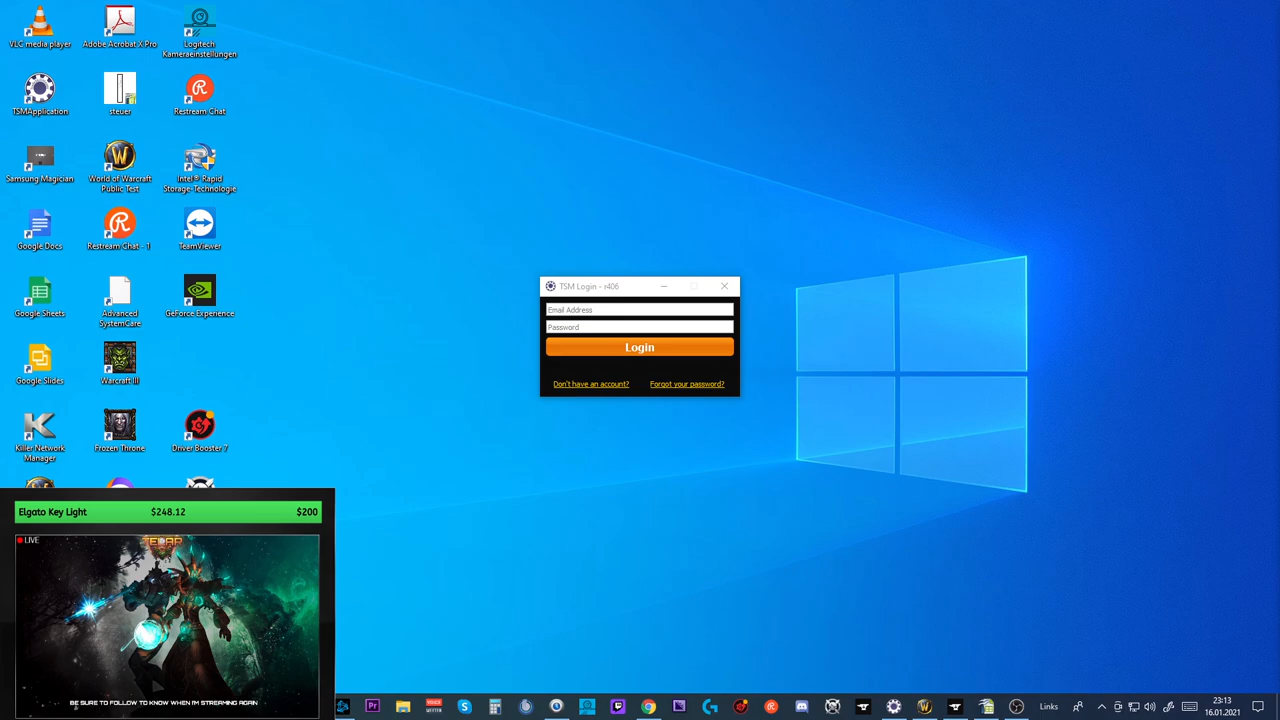 VLC media player
Adobe Acrobat X Pro
Logitech
Kameraeinstellungen
TSMApplication
steuer
Restream Chat
Samsung Magician
World of Warcraft
Public Test
Intel® Rapid
Storage-Technologie
Google Docs
Restream Chat - 1
TeamViewer
Google Sheets
Advanced
SystemCare
GeForce Experience
Google Slides
Warcraft III
Killer Network
Manager
Frozen Throne
Driver Booster 7
TSM Login - r406
Email Address
Password
Login
Don't have an account?
Forgot your password?
Elgato Key Light $248.12 $200
LIVE
BE SURE TO FOLLOW TO KNOW WHEN I'M STREAMING AGAIN
Links
23:13
16.01.2021